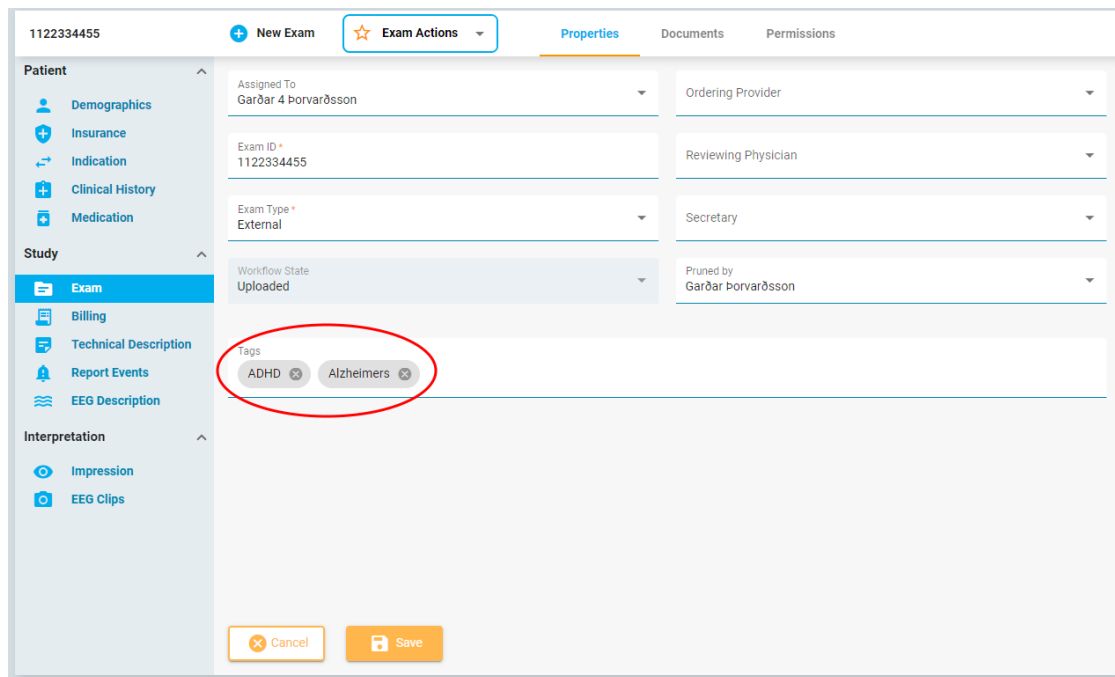 1122334455
New Exam
Exam Actions
Properties
Documents
Permissions
Patient
Demographics
Insurance
Indication
Clinical History
Medication
Study
Exam
Billing
Technical Description
Report Events
EEG Description
Interpretation
Impression
EEG Clips
Assigned To
Garðar 4 Þorvarðsson
Ordering Provider
Exam ID *
1122334455
Reviewing Physician
Exam Type *
External
Secretary
Workflow State
Uploaded
Pruned by
Garðar Þorvarðsson
Tags
ADHD
Alzheimers
Cancel
Save